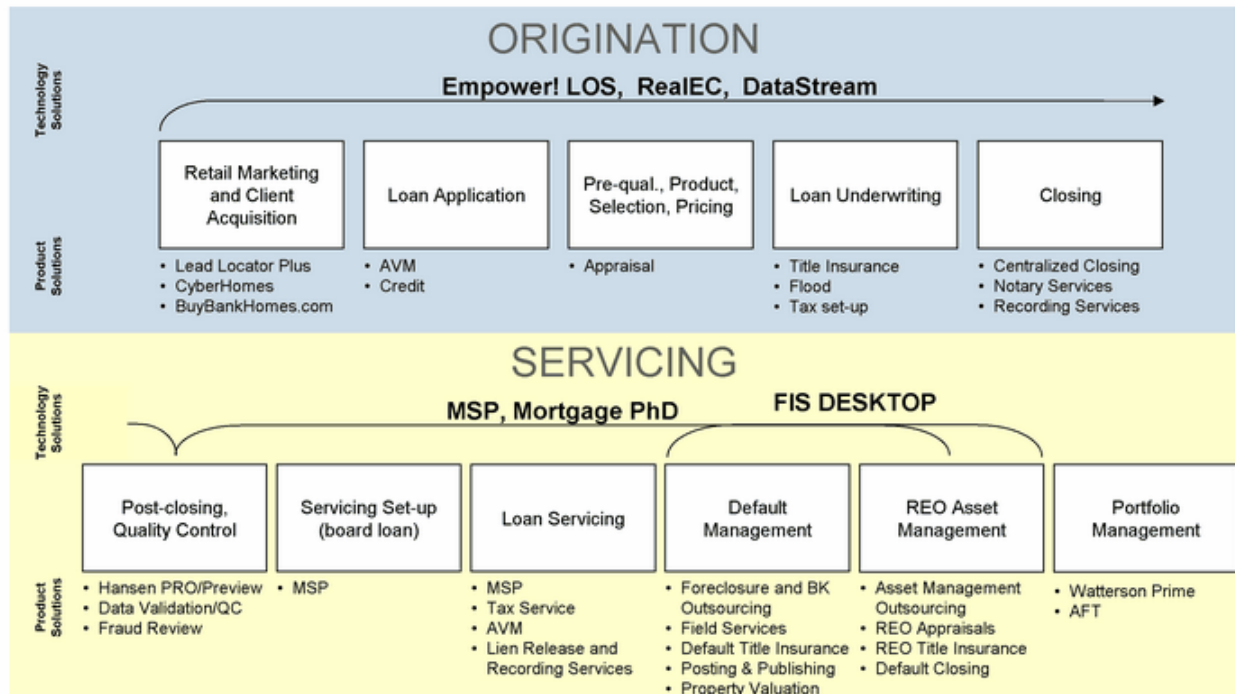 ORIGINATION
Technology
Solutions
Empower! LOS, RealEC, DataStream
Retail Marketing
and Client
Acquisition
Loan Application
Pre-qual., Product,
Selection, Pricing
Loan Underwriting
Closing
Product
Solutions
• Lead Locator Plus
• CyberHomes
• BuyBankHomes.com
• AVM
• Credit
• Appraisal
• Title Insurance
• Flood
• Tax set-up
• Centralized Closing
• Notary Services
• Recording Services
SERVICING
Technology
Solutions
MSP, Mortgage PhD
FIS DESKTOP
Post-closing,
Quality Control
Servicing Set-up
(board loan)
Loan Servicing
Default
Management
REO Asset
Management
Portfolio
Management
Product
Solutions
• Hansen PRO/Preview
• Data Validation/QC
• Fraud Review
• MSP
• MSP
• Tax Service
• AVM
• Lien Release and
Recording Services
• Foreclosure and BK
Outsourcing
• Field Services
• Default Title Insurance
• Posting & Publishing
• Property Valuation
• Asset Management
Outsourcing
• REO Appraisals
• REO Title Insurance
• Default Closing
• Watterson Prime
• AFT